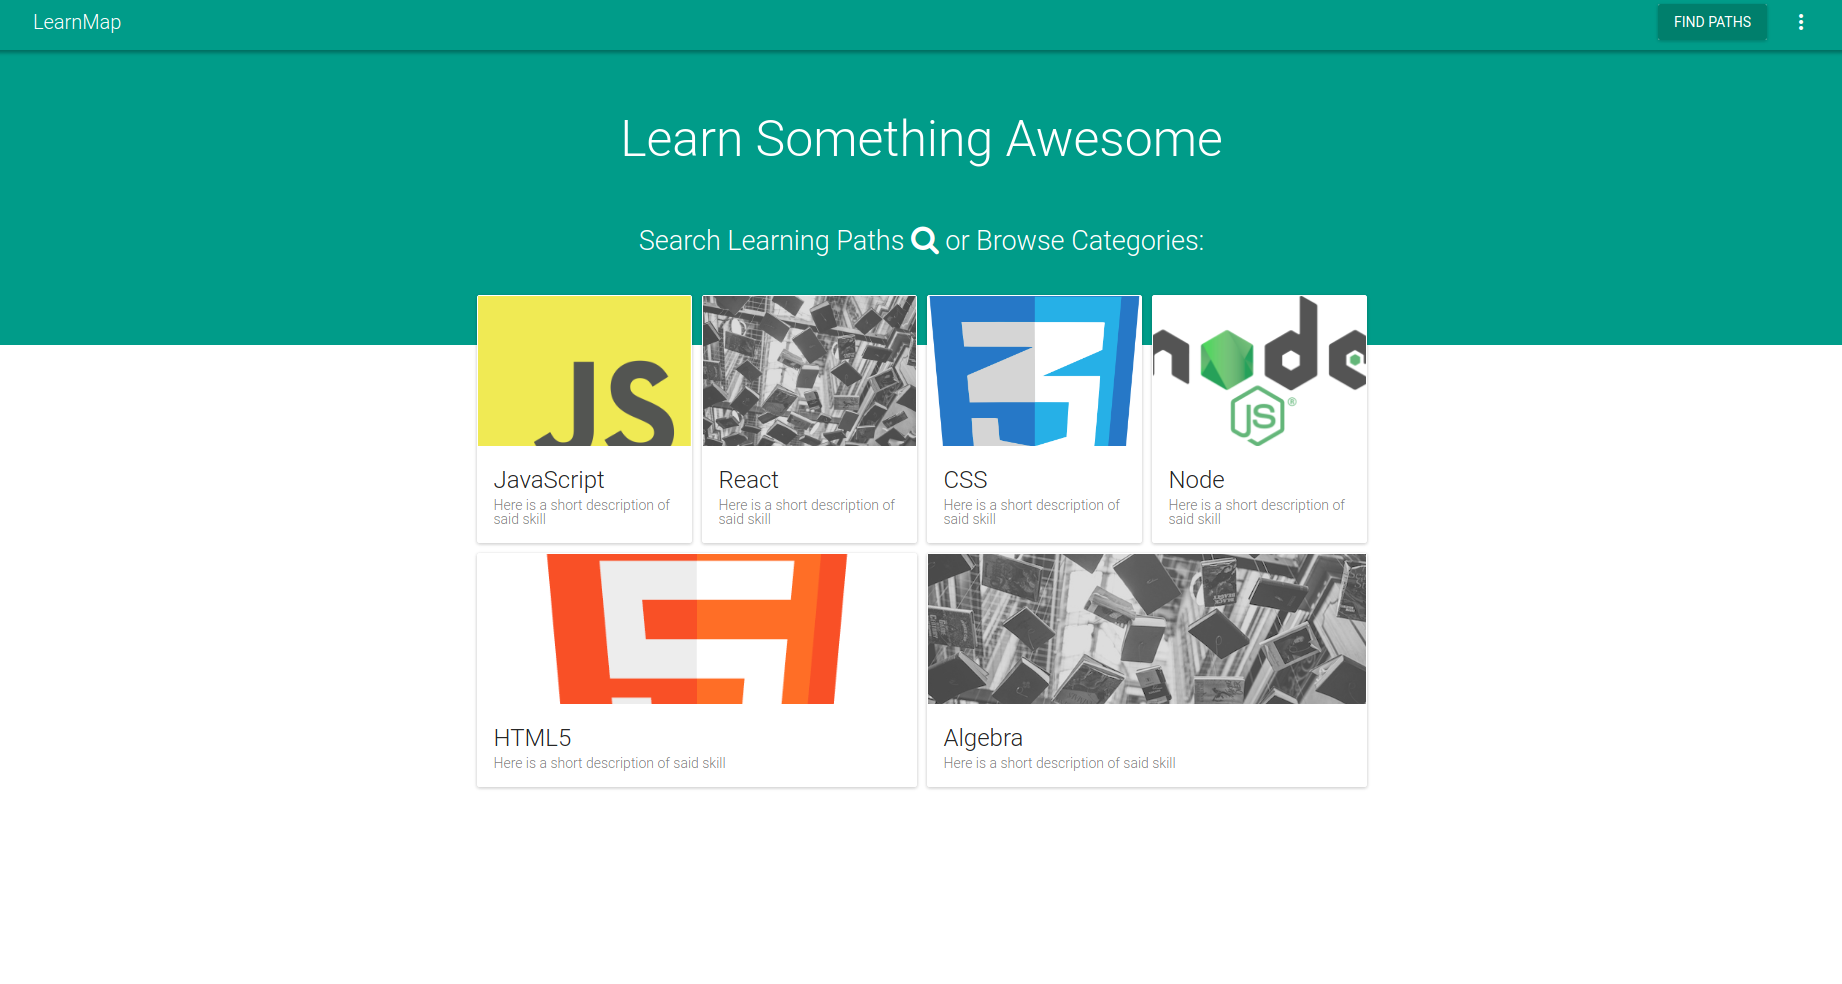 LearnMap
FIND PATHS
Learn Something Awesome
Search Learning Paths or Browse Categories:
JS
node
JS®
JavaScript
Here is a short description of
said skill
React
Here is a short description of
said skill
CSS
Here is a short description of
said skill
Node
Here is a short description of
said skill
HTML5
Here is a short description of said skill
Algebra
Here is a short description of said skill